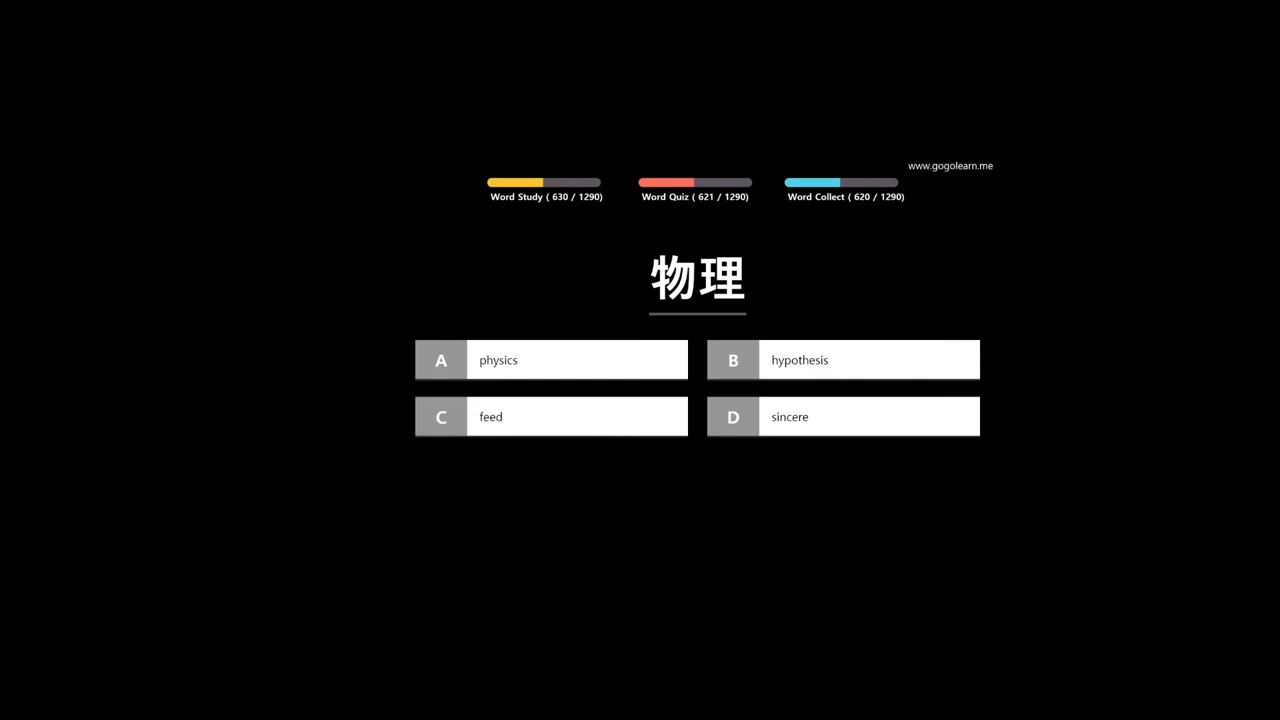 www.gogolearn.me
Word Study ( 630 / 1290)
Word Quiz ( 621 / 1290)
Word Collect ( 620 / 1290)
物理
A physics
B hypothesis
C feed
D sincere